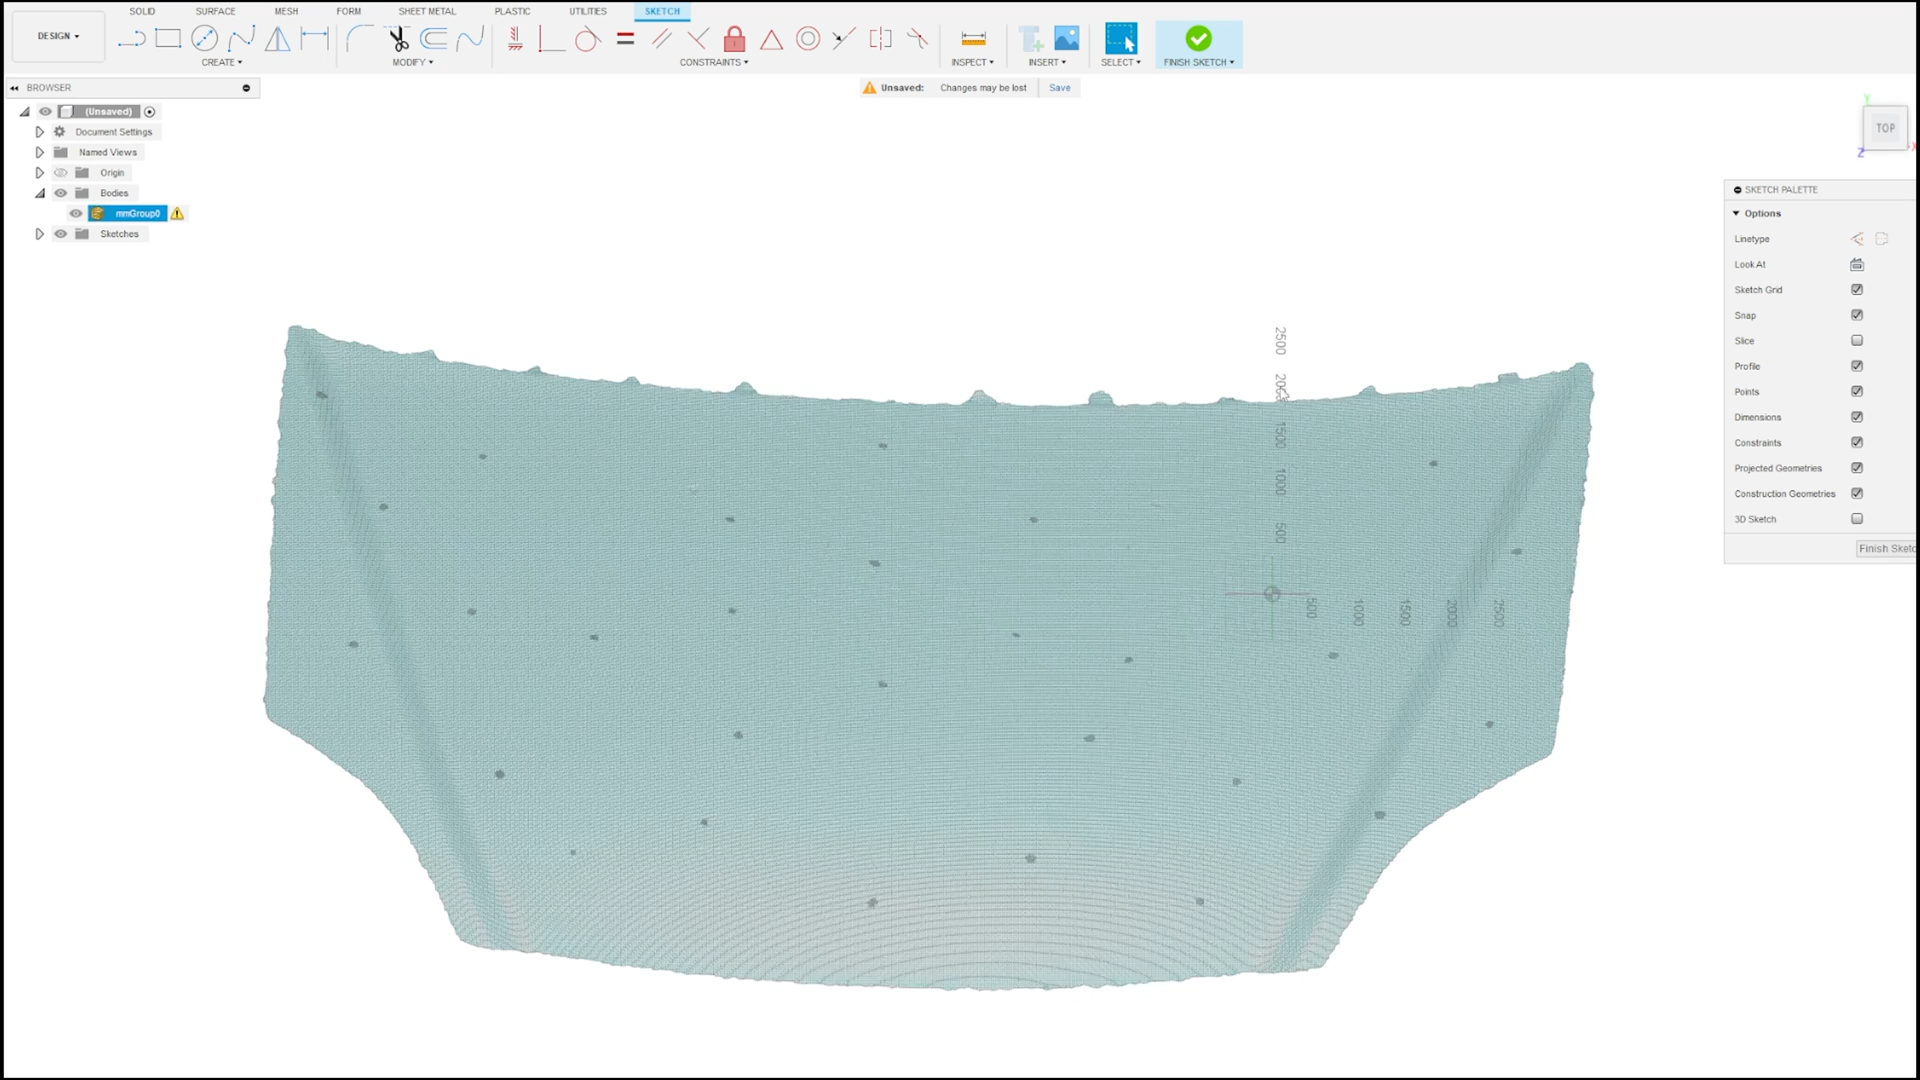 SOLID SURFACE MESH FORM SHEET METAL PLASTIC UTILITIES SKETCH
DESIGN
CREATE MODIFY CONSTRAINTS INSPECT INSERT SELECT FINISH SKETCH
BROWSER
Unsaved: Changes may be lost Save
(Unsaved)
Document Settings
Named Views
Origin
Bodies
mmGroup0
Sketches
Y
TOP
Z
X
SKETCH PALETTE
Options
Linetype
Look At
Sketch Grid
Snap
Slice
Profile
Points
Dimensions
Constraints
Projected Geometries
Construction Geometries
3D Sketch
Finish Sketc
2500
1500
1000
500
500
1000
1500
2000
2500